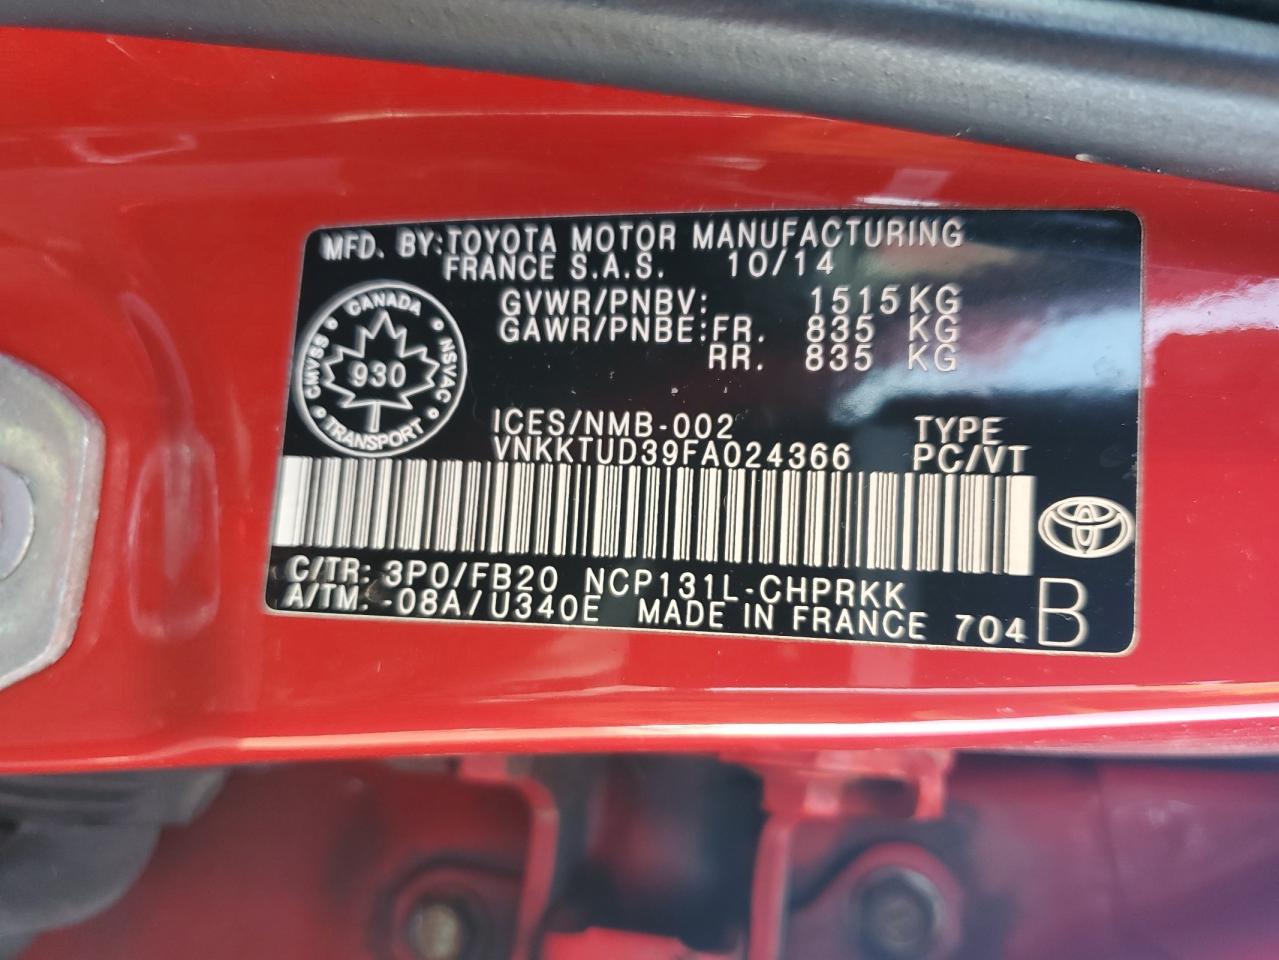 MFD. BY:TOYOTA MOTOR MANUFACTURING
FRANCE S.A.S. 10/14
GVWR/PNBV: 1515KG
GAWR/PNBE:FR. 835 KG
RR. 835 KG
CANADA
CMVSS
NSVAC
930
TRANSPORT
ICES/NMB-002 TYPE
VNKKTUD39FA024366 PC/VT
C/TR: 3P0/FB20 NCP131L-CHPRKK
A/TM: -08A/U340E MADE IN FRANCE 704 B